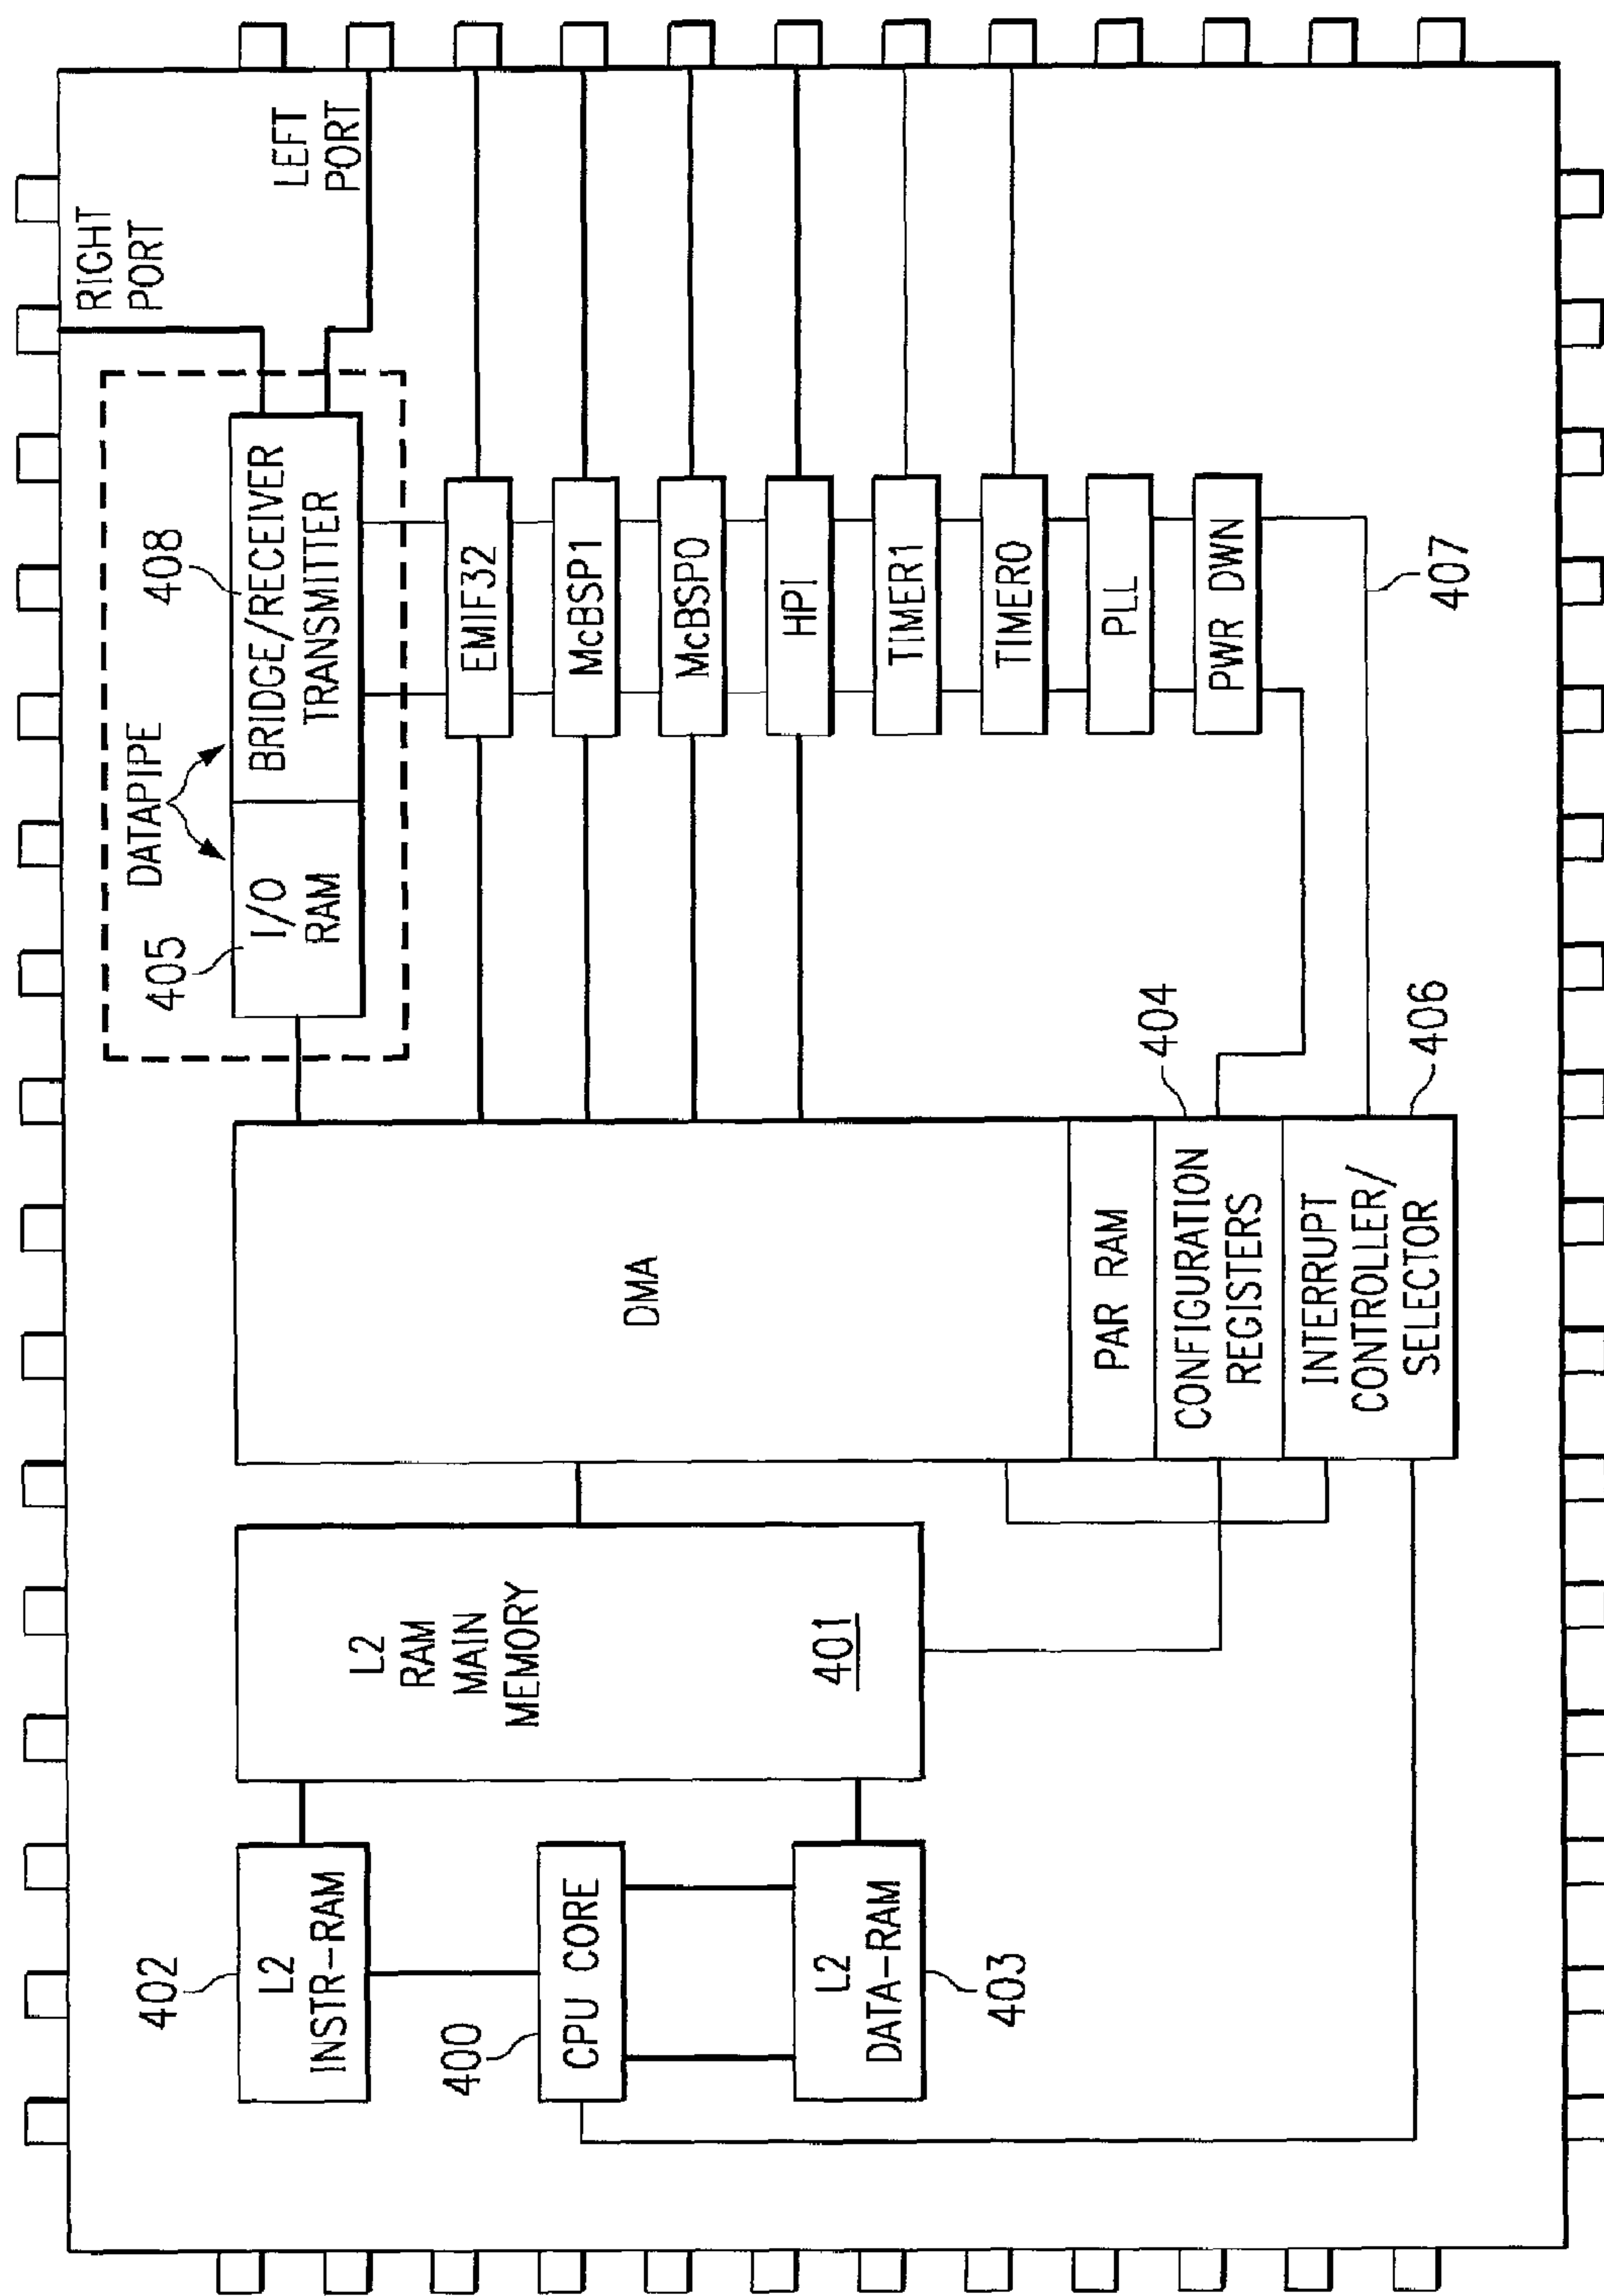 402
L2
INSTR-RAM
400
CPU CORE
L2
DATA-RAM
403
L2
RAM
MAIN
MEMORY
401
DMA
PAR RAM
CONFIGURATION
REGISTERS
404
INTERRUPT
CONTROLLER/
SELECTOR
406
DATAPIPE
405
I/O
RAM
408
BRIDGE/RECEIVER
TRANSMITTER
EMIF32
McBSP1
McBSP0
HPI
TIMER1
TIMER0
PLL
PWR DWN
407
RIGHT
PORT
LEFT
PORT